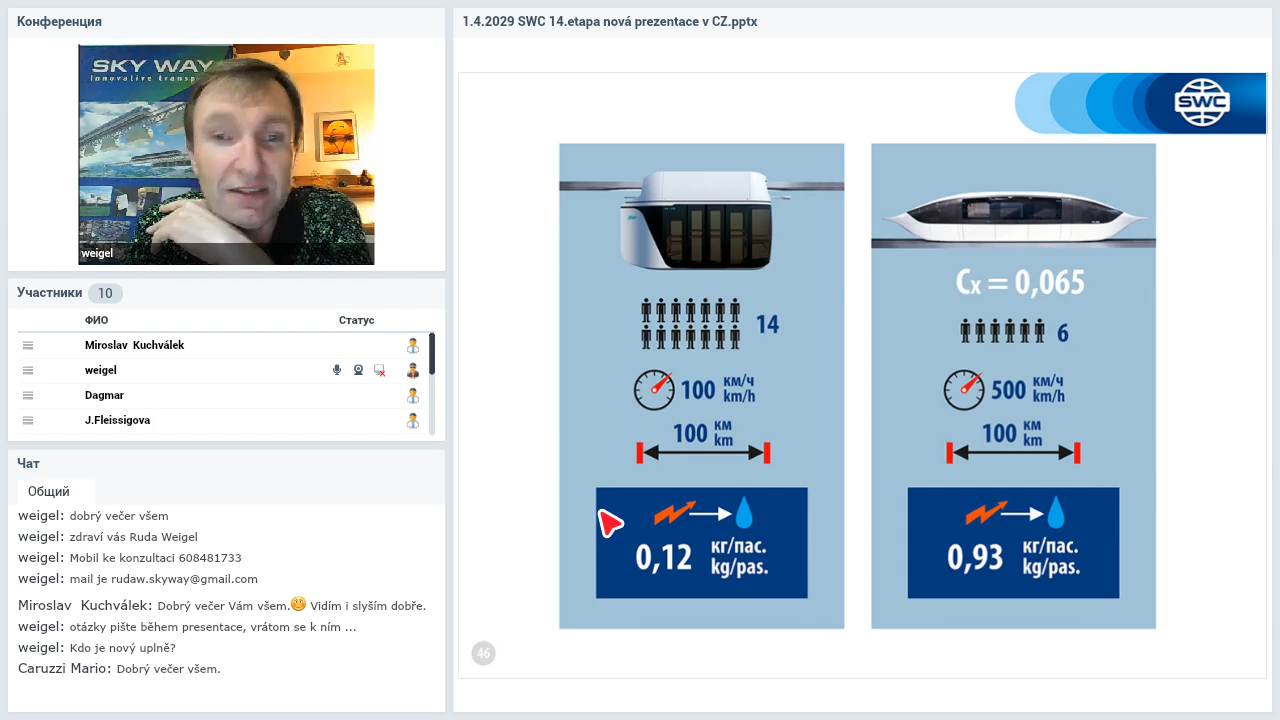 Конференция
SKY WAY
Innovative transp
weigel
Участники 10
ФИО Статус
Miroslav Kuchválek
weigel
Dagmar
J.Fleissigova
Чат
Общий
weigel: dobrý večer všem
weigel: zdraví vás Ruda Weigel
weigel: Mobil ke konzultaci 608481733
weigel: mail je rudaw.skyway@gmail.com
Miroslav Kuchválek: Dobrý večer Vám všem. Vidím i slyším dobře.
weigel: otázky pište během presentace, vrátom se k ním ...
weigel: Kdo je nový uplně?
Caruzzi Mario: Dobrý večer všem.
1.4.2029 SWC 14.etapa nová prezentace v CZ.pptx
SWC
14
100 км/ч
km/h
100 км
km
0,12 кг/пас.
kg/pas.
Cx = 0,065
6
500 км/ч
km/h
100 км
km
0,93 кг/пас.
kg/pas.
46